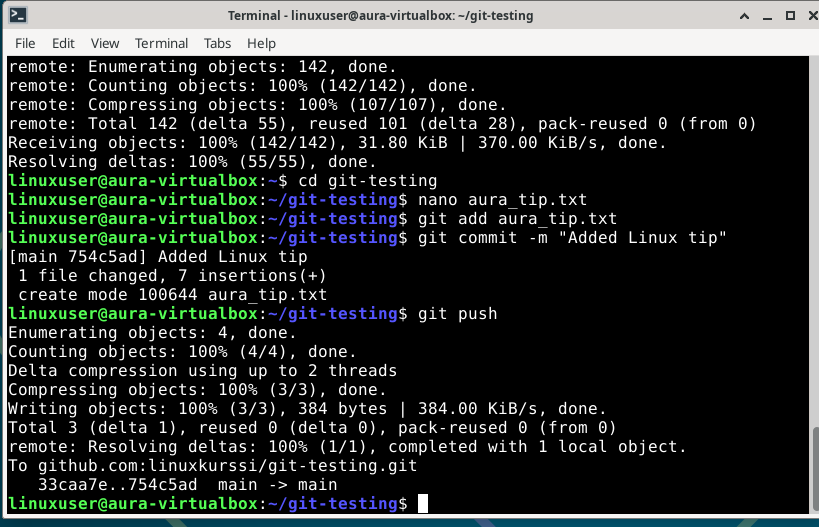 Terminal - linuxuser@aura-virtualbox: ~/git-testing
File Edit View Terminal Tabs Help
remote: Enumerating objects: 142, done.
remote: Counting objects: 100% (142/142), done.
remote: Compressing objects: 100% (107/107), done.
remote: Total 142 (delta 55), reused 101 (delta 28), pack-reused 0 (from 0)
Receiving objects: 100% (142/142), 31.80 KiB | 370.00 KiB/s, done.
Resolving deltas: 100% (55/55), done.
linuxuser@aura-virtualbox:~$ cd git-testing
linuxuser@aura-virtualbox:~/git-testing$ nano aura_tip.txt
linuxuser@aura-virtualbox:~/git-testing$ git add aura_tip.txt
linuxuser@aura-virtualbox:~/git-testing$ git commit -m "Added Linux tip"
[main 754c5ad] Added Linux tip
 1 file changed, 7 insertions(+)
 create mode 100644 aura_tip.txt
linuxuser@aura-virtualbox:~/git-testing$ git push
Enumerating objects: 4, done.
Counting objects: 100% (4/4), done.
Delta compression using up to 2 threads
Compressing objects: 100% (3/3), done.
Writing objects: 100% (3/3), 384 bytes | 384.00 KiB/s, done.
Total 3 (delta 1), reused 0 (delta 0), pack-reused 0 (from 0)
remote: Resolving deltas: 100% (1/1), completed with 1 local object.
To github.com:linuxkurssi/git-testing.git
   33caa7e..754c5ad  main -> main
linuxuser@aura-virtualbox:~/git-testing$